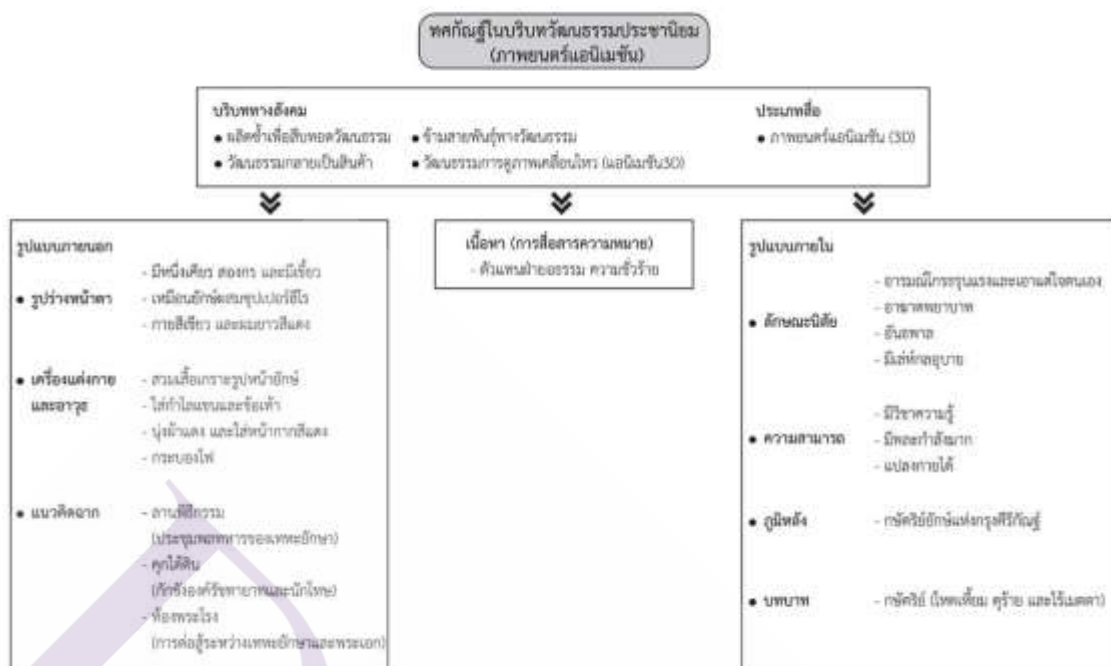 ทศกัณฐ์ในบริบทวัฒนธรรมประชานิยม
(ภาพยนตร์แอนิเมชัน)
บริบททางสังคม
● ผลิตซ้ำเพื่อสืบทอดวัฒนธรรม
● วัฒนธรรมกลายเป็นสินค้า
● ข้ามสายพันธุ์ทางวัฒนธรรม
● วัฒนธรรมการดูภาพเคลื่อนไหว (แอนิเมชัน3D)
ประเภทสื่อ
● ภาพยนตร์แอนิเมชัน (3D)
รูปแบบภายนอก
● รูปร่างหน้าตา
- มีหนึ่งเศียร สองกร และมีเขี้ยว
- เหมือนยักษ์ผสมซุปเปอร์ฮีโร
- กายสีเขียว และผมยาวสีแดง
● เครื่องแต่งกาย
และอาวุธ
- สวมเสื้อเกราะรูปหน้ายักษ์
- ใส่กำไลแขนและข้อเท้า
- นุ่งผ้าแดง และใส่หน้ากากสีแดง
- กระบองไฟ
● แนวคิดฉาก
- ลานพิธีกรรม
(ประชุมพลทหารของเทหะยักษา)
- คุกใต้ดิน
(กักขังองค์รัชทายาทและนักโทษ)
- ท้องพระโรง
(การต่อสู้ระหว่างเทหะยักษาและพระเอก)
เนื้อหา (การสื่อสารความหมาย)
- ตัวแทนฝ่ายอธรรม ความชั่วร้าย
รูปแบบภายใน
● ลักษณะนิสัย
- อารมณ์โกรธรุนแรงและเอาแต่ใจตนเอง
- อาฆาตพยาบาท
- อันธพาล
- มีเล่ห์กลอุบาย
● ความสามารถ
- มีวิชาความรู้
- มีพละกำลังมาก
- แปลงกายได้
● ภูมิหลัง
- กษัตริย์ยักษ์แห่งกรุงคีรีกัณฐ์
● บทบาท
- กษัตริย์ (โหดเหี้ยม ดุร้าย และไร้เมตตา)